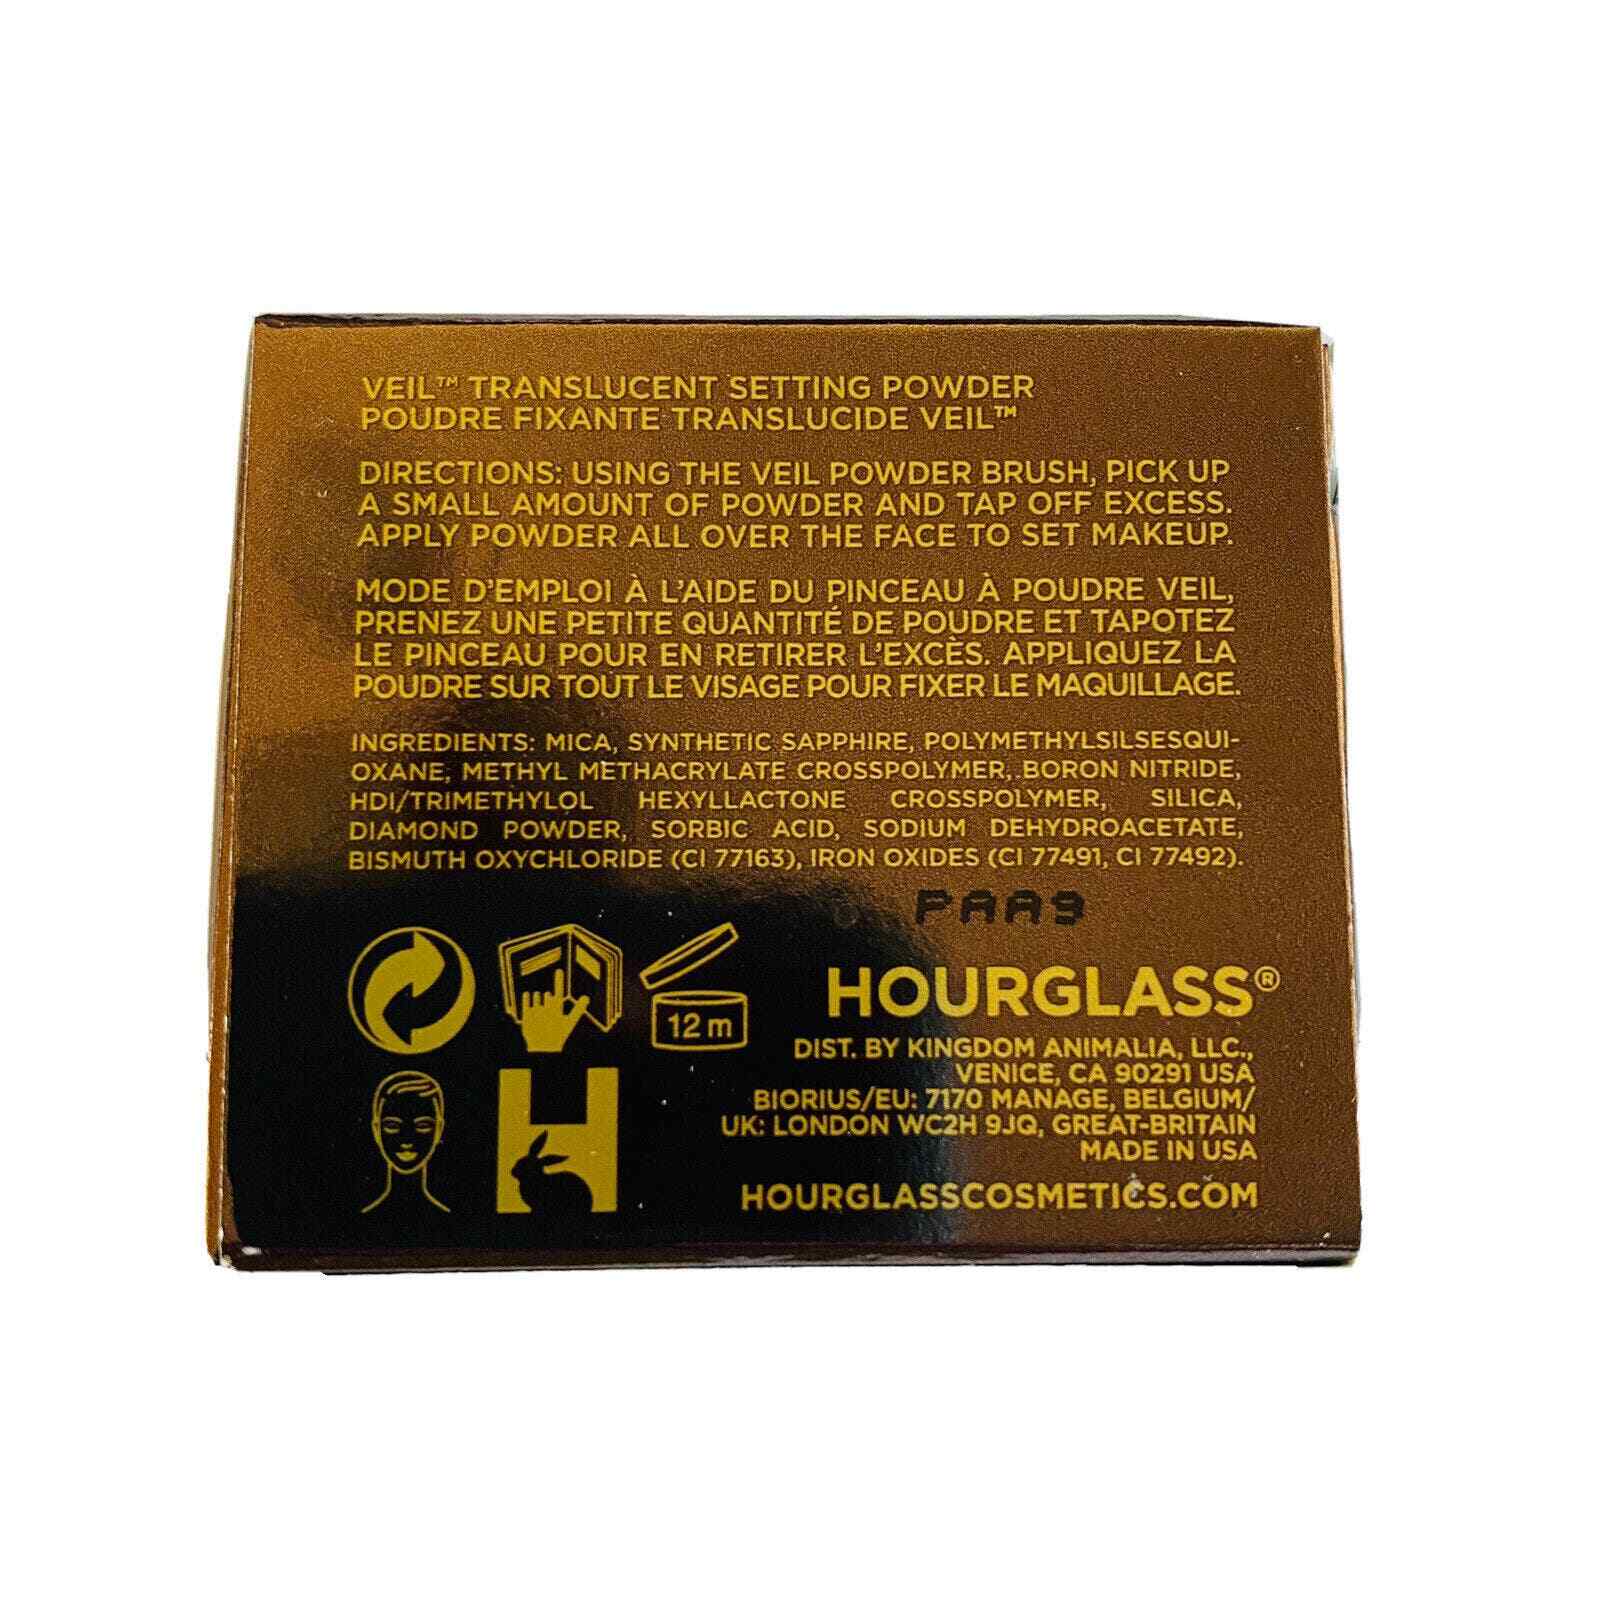 VEIL™ TRANSLUCENT SETTING POWDER
POUDRE FIXANTE TRANSLUCIDE VEIL™
DIRECTIONS: USING THE VEIL POWDER BRUSH, PICK UP
A SMALL AMOUNT OF POWDER AND TAP OFF EXCESS.
APPLY POWDER ALL OVER THE FACE TO SET MAKEUP.
MODE D'EMPLOI À L'AIDE DU PINCEAU À POUDRE VEIL,
PRENEZ UNE PETITE QUANTITÉ DE POUDRE ET TAPOTEZ
LE PINCEAU POUR EN RETIRER L'EXCÈS. APPLIQUEZ LA
POUDRE SUR TOUT LE VISAGE POUR FIXER LE MAQUILLAGE.
INGREDIENTS: MICA, SYNTHETIC SAPPHIRE, POLYMETHYLSILSESQUI-
OXANE, METHYL METHACRYLATE CROSSPOLYMER, BORON NITRIDE,
HDI/TRIMETHYLOL HEXYLLACTONE CROSSPOLYMER, SILICA,
DIAMOND POWDER, SORBIC ACID, SODIUM DEHYDROACETATE,
BISMUTH OXYCHLORIDE (CI 77163), IRON OXIDES (CI 77491, CI 77492).
PAA9
12 m
H
HOURGLASS®
DIST. BY KINGDOM ANIMALIA, LLC.,
VENICE, CA 90291 USA
BIORIUS/EU: 7170 MANAGE, BELGIUM/
UK: LONDON WC2H 9JQ, GREAT-BRITAIN
MADE IN USA
HOURGLASSCOSMETICS.COM